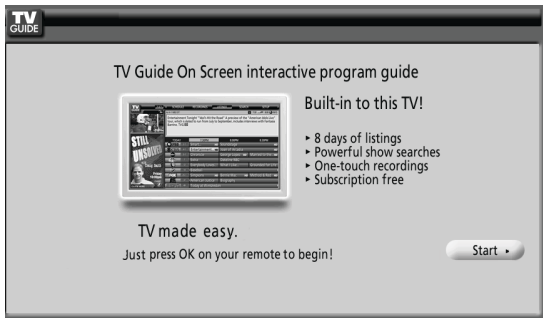 TV
GUIDE
TV Guide On Screen interactive program guide
Built-in to this TV!
STILL
UNSOLVED
▸ 8 days of listings
▸ Powerful show searches
▸ One-touch recordings
▸ Subscription free
TV made easy.
Just press OK on your remote to begin!
Start ▸